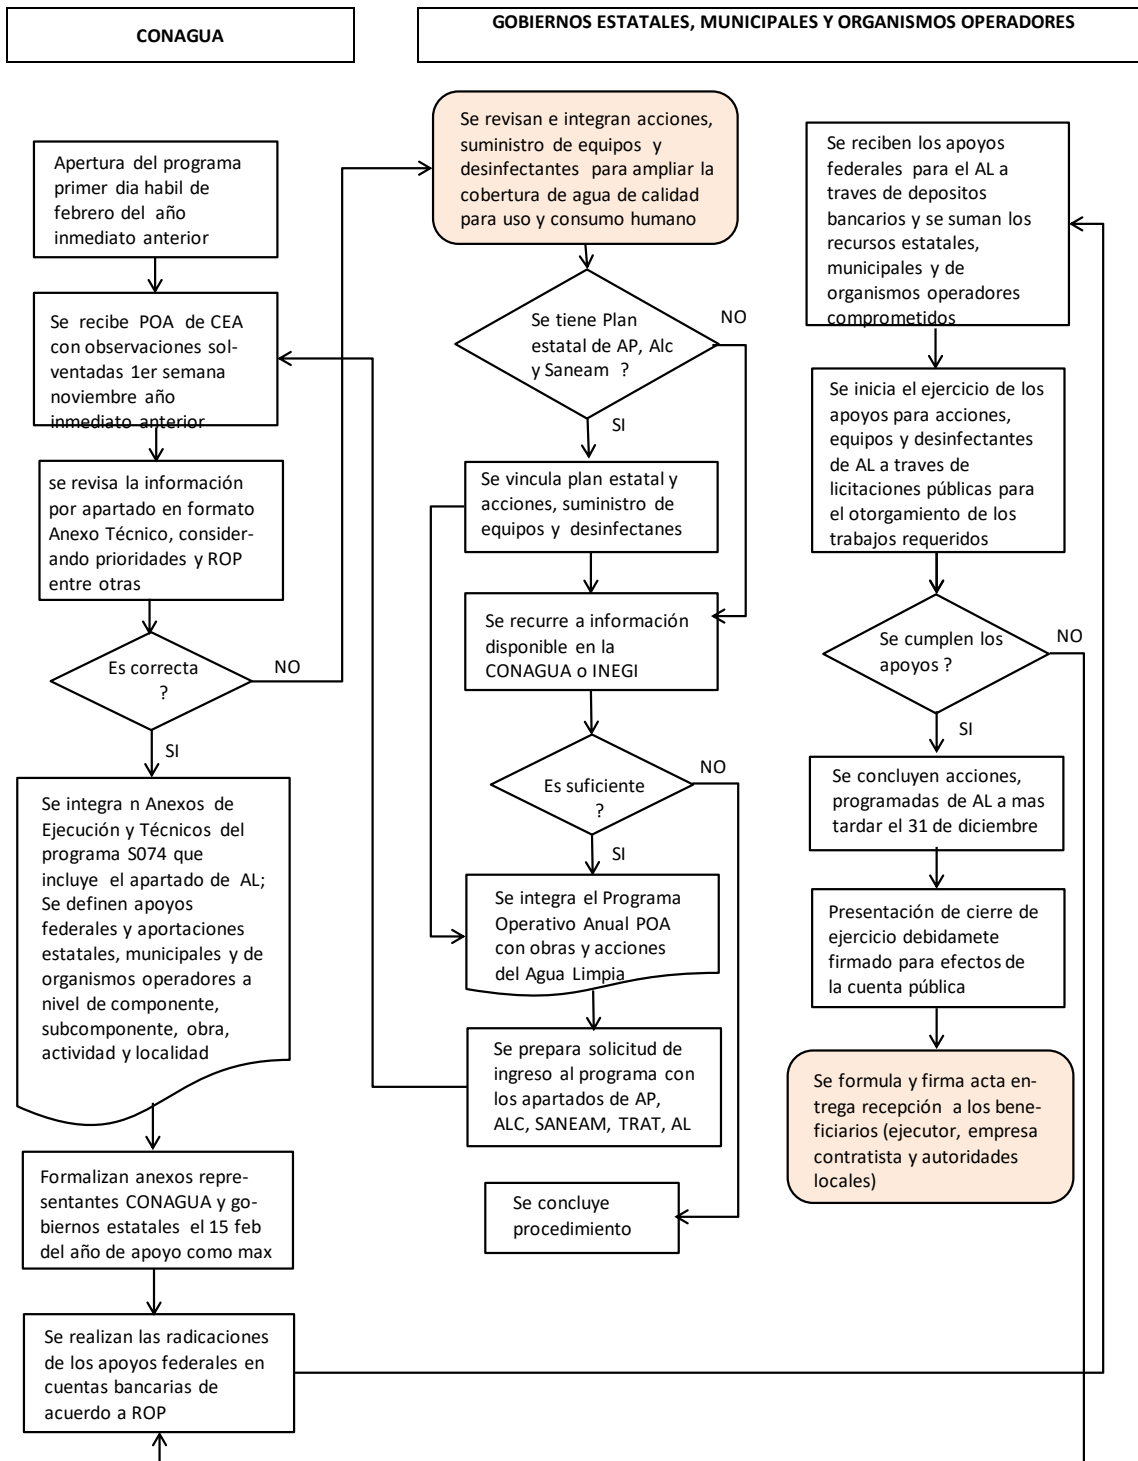 CONAGUA
GOBIERNOS ESTATALES, MUNICIPALES Y ORGANISMOS OPERADORES
Apertura del programa
primer dia habil de
febrero del año
inmediato anterior
Se recibe POA de CEA
con observaciones sol-
ventadas 1er semana
noviembre año
inmediato anterior
se revisa la información
por apartado en formato
Anexo Técnico, consider-
ando prioridades y ROP
entre otras
Es correcta
?
NO
SI
Se integra n Anexos de
Ejecución y Técnicos del
programa S074 que
incluye el apartado de AL;
Se definen apoyos
federales y aportaciones
estatales, municipales y de
organismos operadores a
nivel de componente,
subcomponente, obra,
actividad y localidad
Formalizan anexos repre-
sentantes CONAGUA y go-
biernos estatales el 15 feb
del año de apoyo como max
Se realizan las radicaciones
de los apoyos federales en
cuentas bancarias de
acuerdo a ROP
Se revisan e integran acciones,
suministro de equipos y
desinfectantes para ampliar la
cobertura de agua de calidad
para uso y consumo humano
Se tiene Plan
estatal de AP, Alc
y Saneam ?
NO
SI
Se vincula plan estatal y
acciones, suministro de
equipos y desinfectanes
Se recurre a información
disponible en la
CONAGUA o INEGI
Es suficiente
?
NO
SI
Se integra el Programa
Operativo Anual POA
con obras y acciones
del Agua Limpia
Se prepara solicitud de
ingreso al programa con
los apartados de AP,
ALC, SANEAM, TRAT, AL
Se concluye
procedimiento
Se reciben los apoyos
federales para el AL a
traves de depositos
bancarios y se suman los
recursos estatales,
municipales y de
organismos operadores
comprometidos
Se inicia el ejercicio de los
apoyos para acciones,
equipos y desinfectantes
de AL a traves de
licitaciones públicas para
el otorgamiento de los
trabajos requeridos
Se cumplen los
apoyos ?
NO
SI
Se concluyen acciones,
programadas de AL a mas
tardar el 31 de diciembre
Presentación de cierre de
ejercicio debidamete
firmado para efectos de
la cuenta pública
Se formula y firma acta en-
trega recepción a los bene-
ficiarios (ejecutor, empresa
contratista y autoridades
locales)